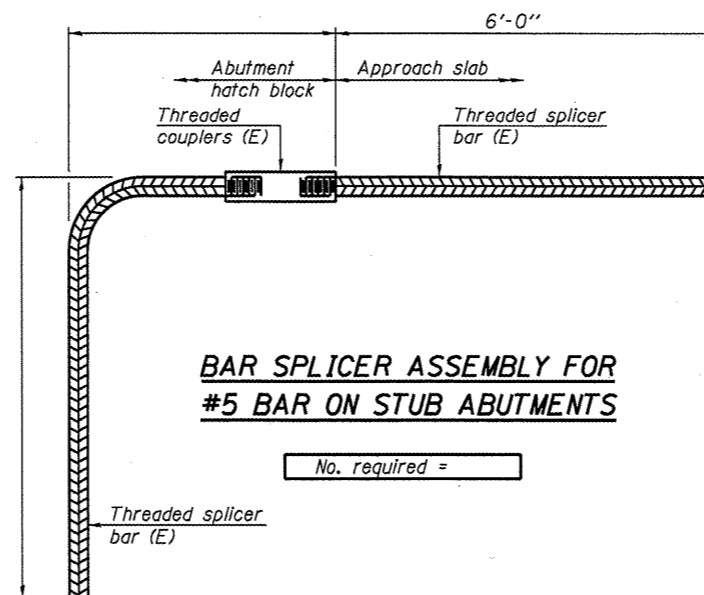 6'-0"
Abutment
hatch block
Approach slab
Threaded
couplers (E)
Threaded splicer
bar (E)
BAR SPLICER ASSEMBLY FOR
#5 BAR ON STUB ABUTMENTS
No. required =
Threaded splicer
bar (E)